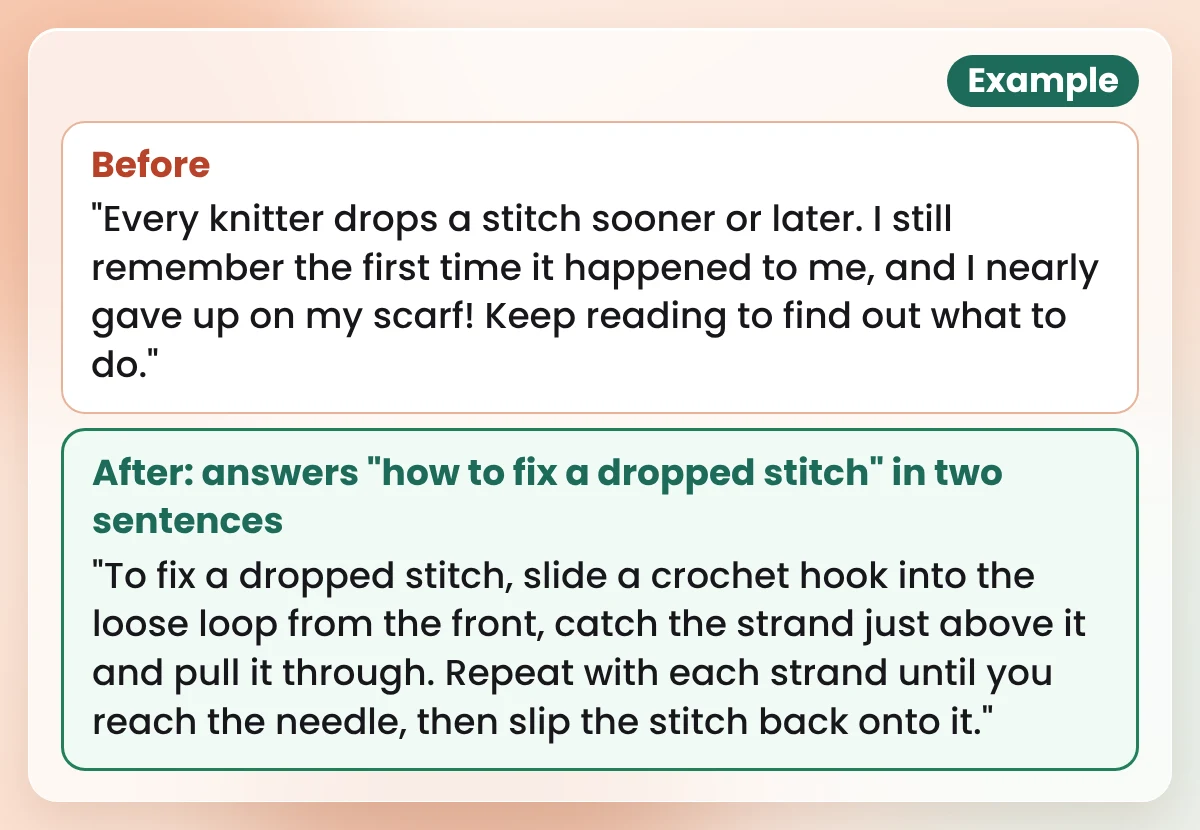 Example
Before
"Every knitter drops a stitch sooner or later. I still
remember the first time it happened to me, and I nearly
gave up on my scarf! Keep reading to find out what to
do."
After: answers "how to fix a dropped stitch" in two
sentences
"To fix a dropped stitch, slide a crochet hook into the
loose loop from the front, catch the strand just above it
and pull it through. Repeat with each strand until you
reach the needle, then slip the stitch back onto it."